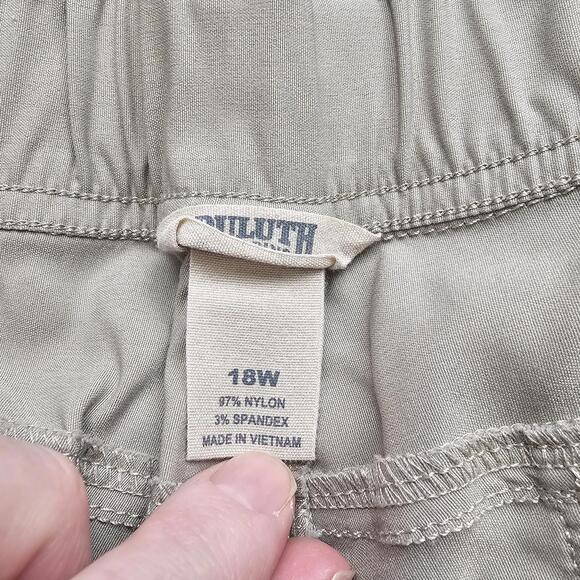 DULUTH
18W
97% NYLON
3% SPANDEX
MADE IN VIETNAM